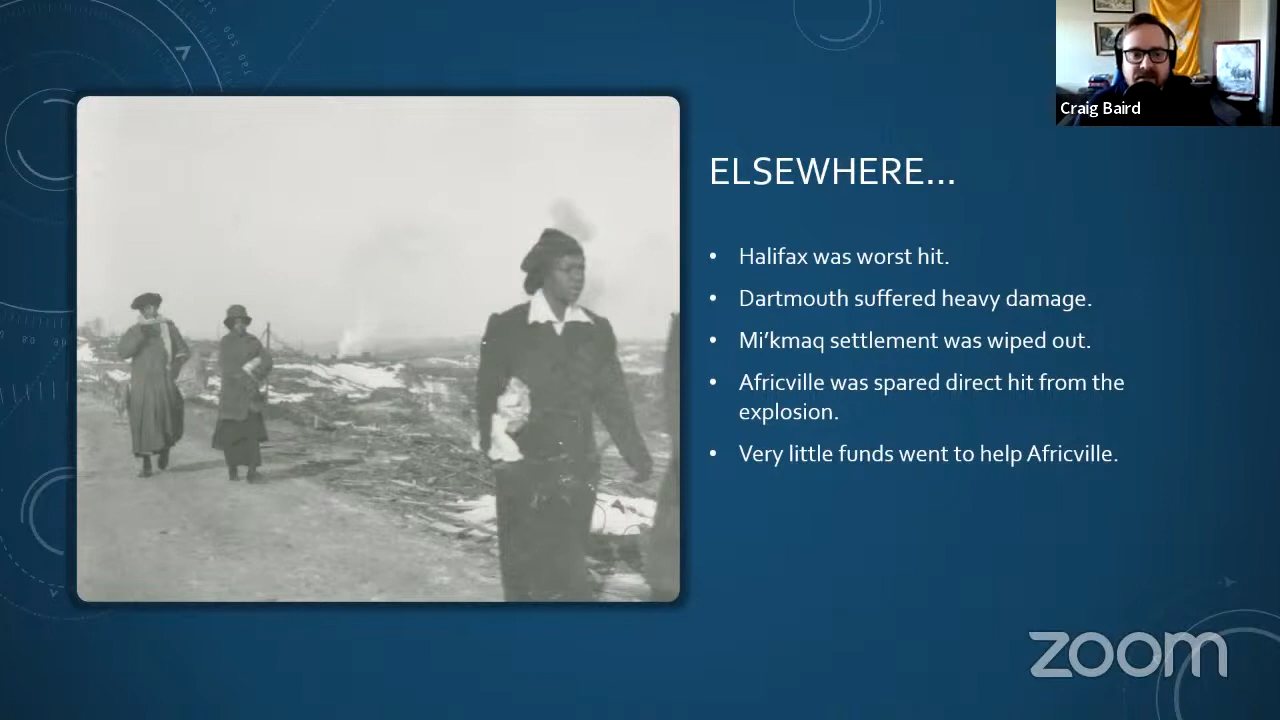 Craig Baird
ELSEWHERE...
• Halifax was worst hit.
• Dartmouth suffered heavy damage.
• Mi’kmaq settlement was wiped out.
• Africville was spared direct hit from the
explosion.
• Very little funds went to help Africville.
zoom